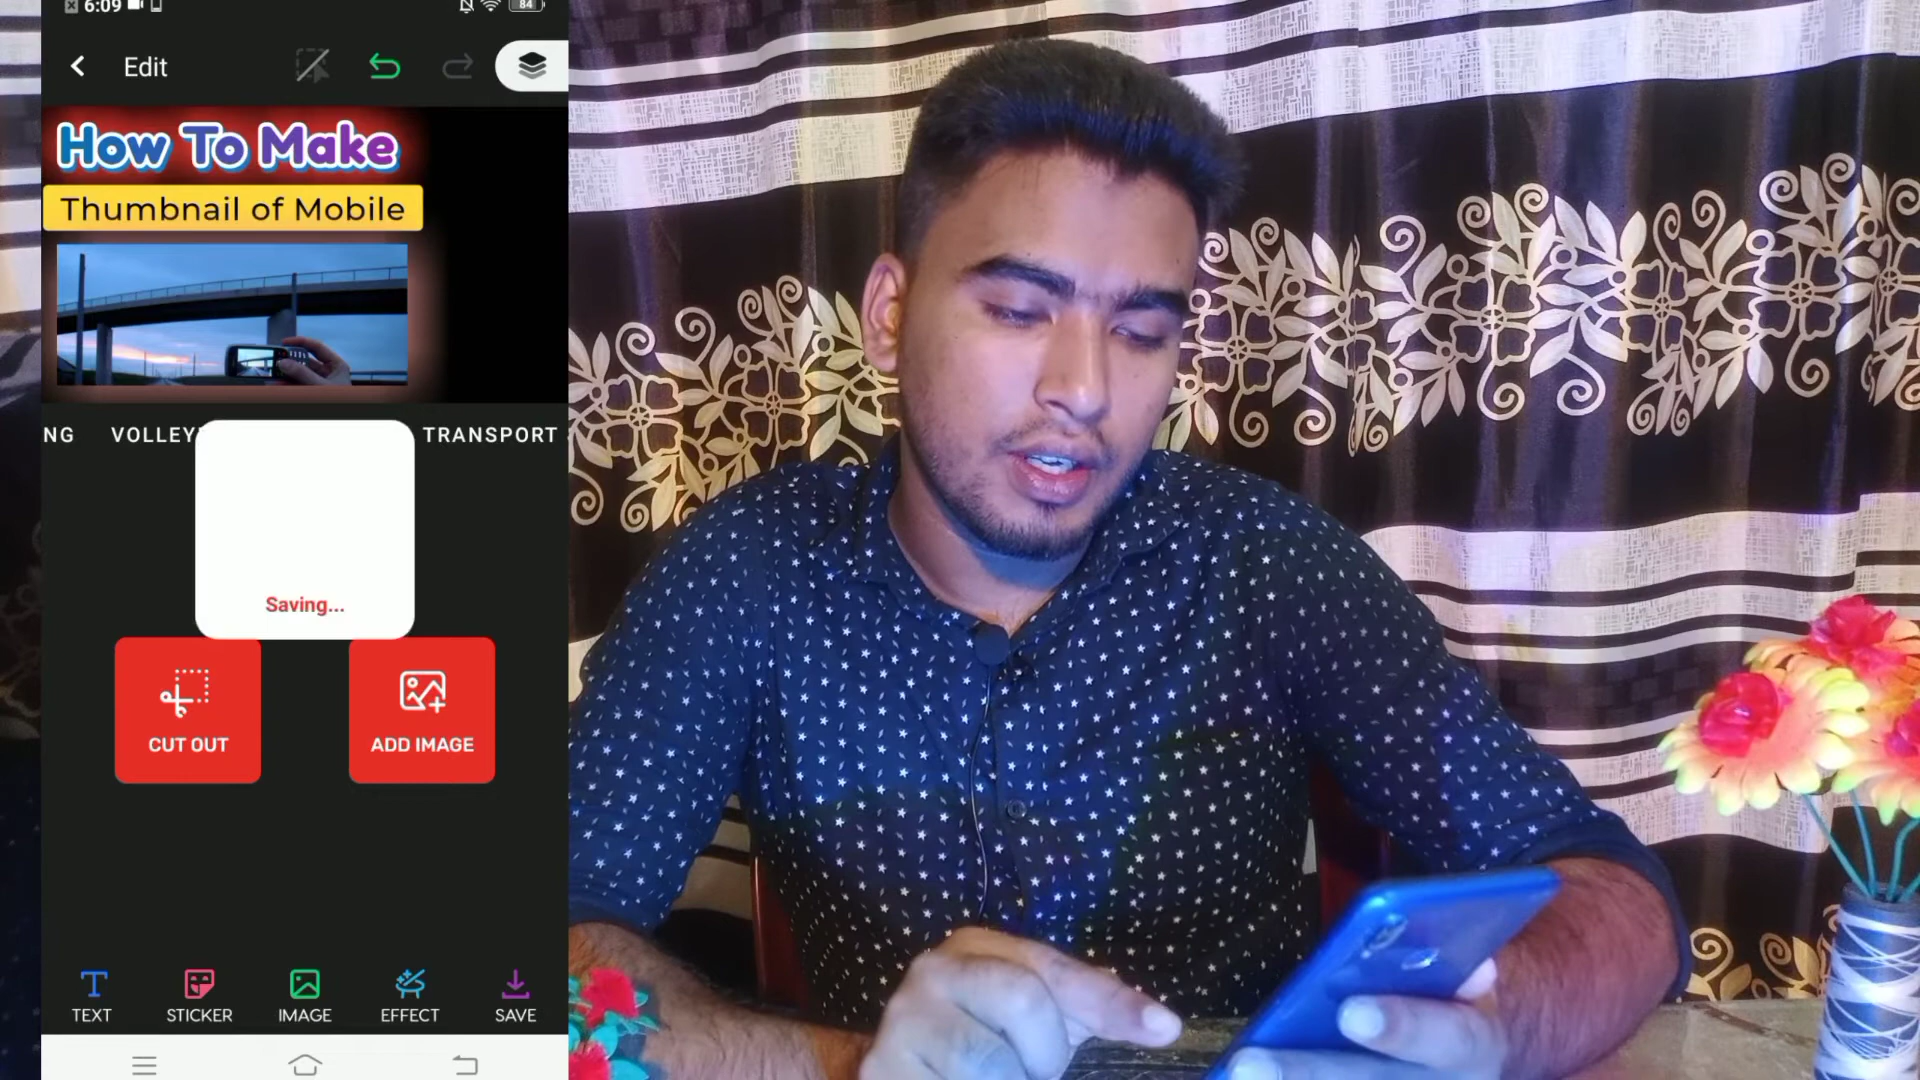 6:09
84
Edit
How To Make
Thumbnail of Mobile
NG VOLLEY TRANSPORT
Saving...
CUT OUT ADD IMAGE
TEXT STICKER IMAGE EFFECT SAVE